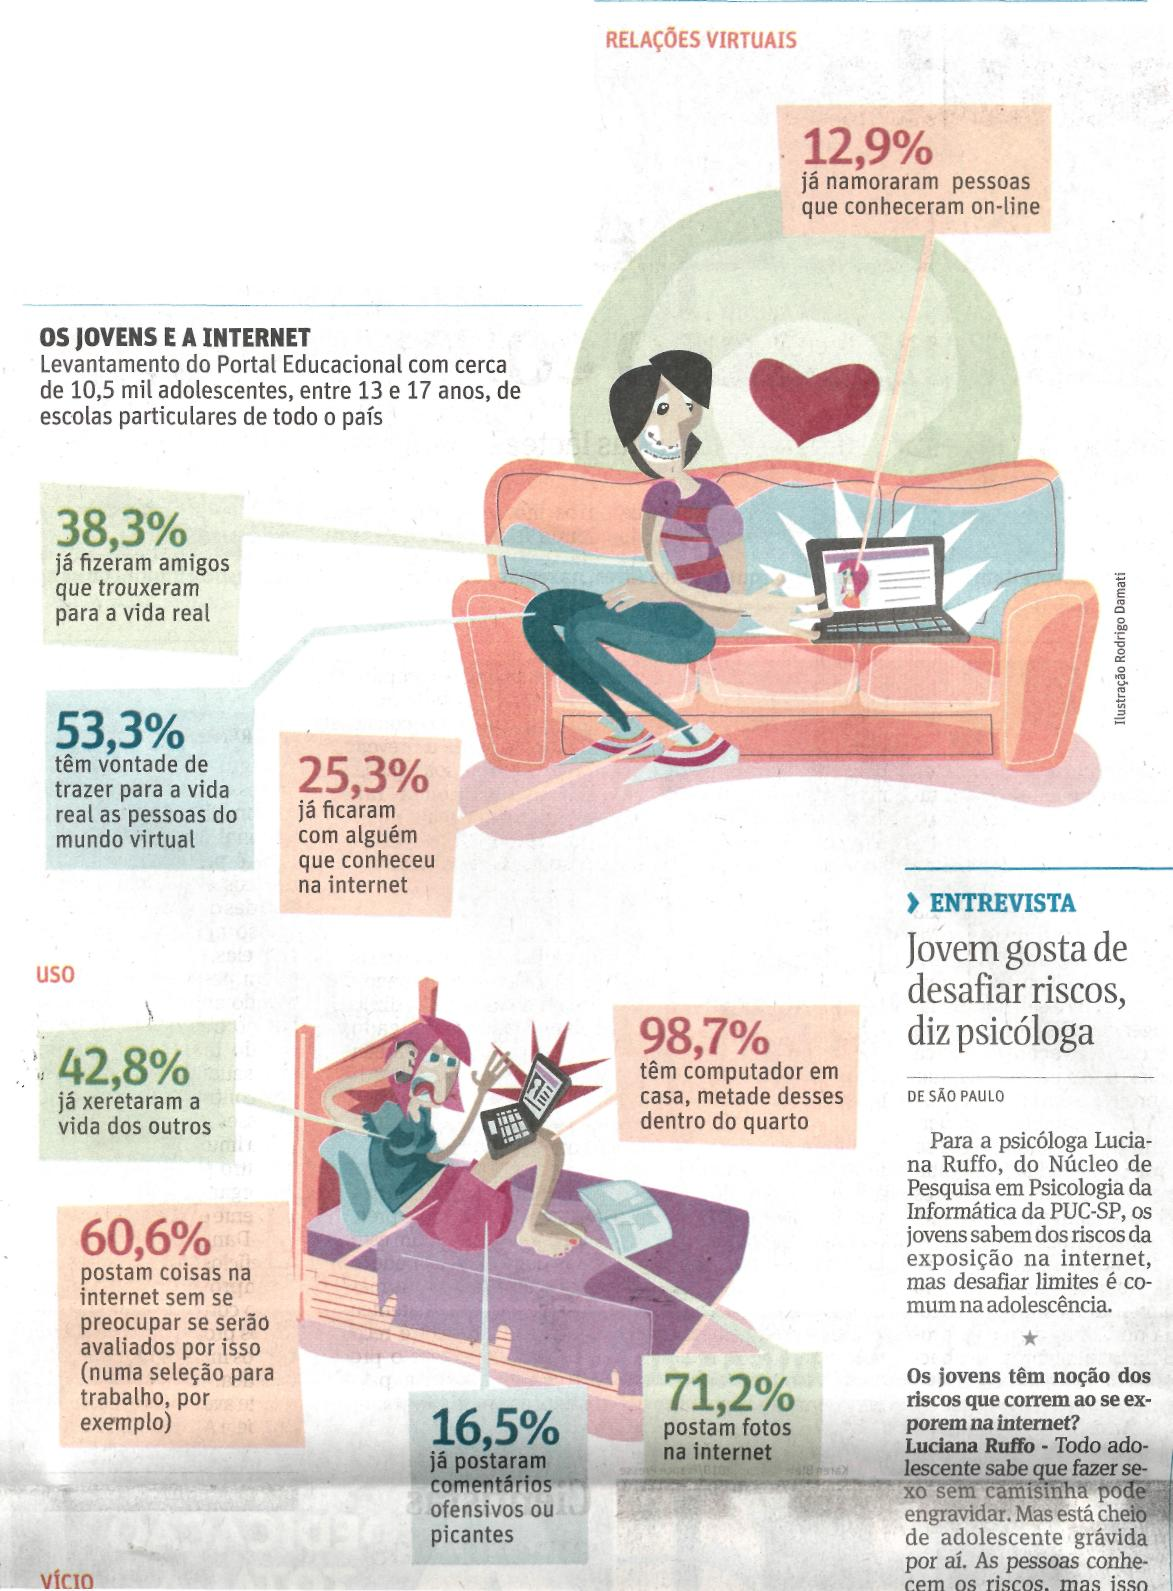 RELAÇÕES VIRTUAIS
12,9%
já namoraram pessoas
que conheceram on-line
OS JOVENS E A INTERNET
Levantamento do Portal Educacional com cerca
de 10,5 mil adolescentes, entre 13 e 17 anos, de
escolas particulares de todo o país
38,3%
já fizeram amigos
que trouxeram
para a vida real
53,3%
têm vontade de
trazer para a vida
real as pessoas do
mundo virtual
25,3%
já ficaram
com alguém
que conheceu
na internet
Ilustração Rodrigo Damati
USO
42,8%
já xeretaram a
vida dos outros
98,7%
têm computador em
casa, metade desses
dentro do quarto
60,6%
postam coisas na
internet sem se
preocupar se serão
avaliados por isso
(numa seleção para
trabalho, por
exemplo)
16,5%
já postaram
comentários
ofensivos ou
picantes
71,2%
postam fotos
na internet
VÍCIO
› ENTREVISTA
Jovem gosta de
desafiar riscos,
diz psicóloga
DE SÃO PAULO
Para a psicóloga Lucia-
na Ruffo, do Núcleo de
Pesquisa em Psicologia da
Informática da PUC-SP, os
jovens sabem dos riscos da
exposição na internet,
mas desafiar limites é co-
mum na adolescência.
★
Os jovens têm noção dos
riscos que correm ao se ex-
porem na internet?
Luciana Ruffo - Todo ado-
lescente sabe que fazer se-
xo sem camisinha pode
engravidar. Mas está cheio
de adolescente grávida
por aí. As pessoas conhe-
cem os riscos, mas isso